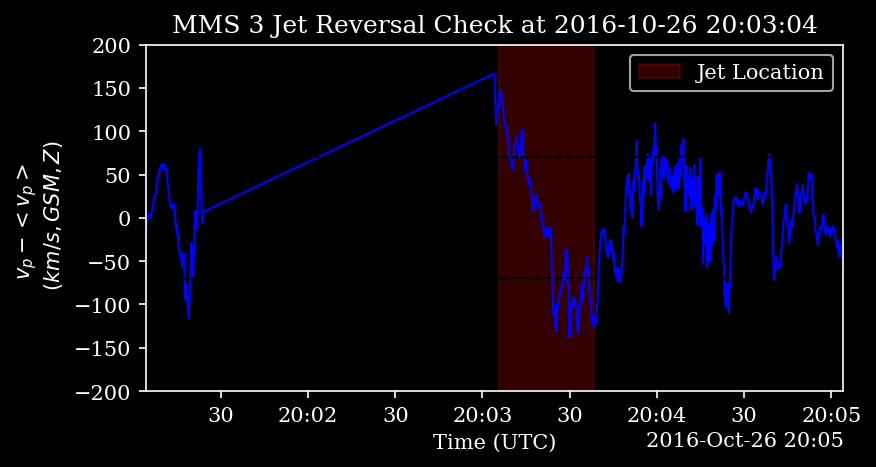 MMS 3 Jet Reversal Check at 2016-10-26 20:03:04
200
150
100
50
0
−50
−100
−150
−200
v_p − <v_p>
(km/s, GSM, Z)
Jet Location
30 20:02 30 20:03 30 20:04 30 20:05
Time (UTC)
2016-Oct-26 20:05